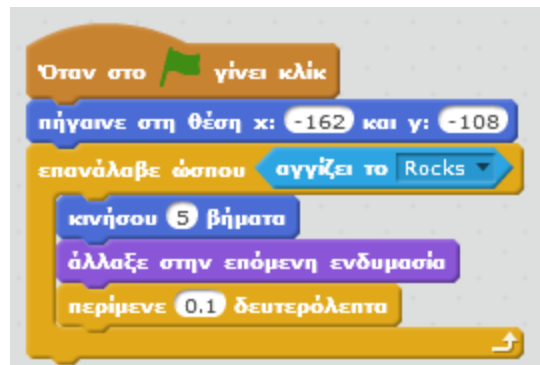 Όταν στο γίνει κλικ
πήγαινε στη θέση x: -162 και y: -108
επανάλαβε ώσπου αγγίζει το Rocks
κινήσου 5 βήματα
άλλαξε στην επόμενη ενδυμασία
περίμενε 0.1 δευτερόλεπτα